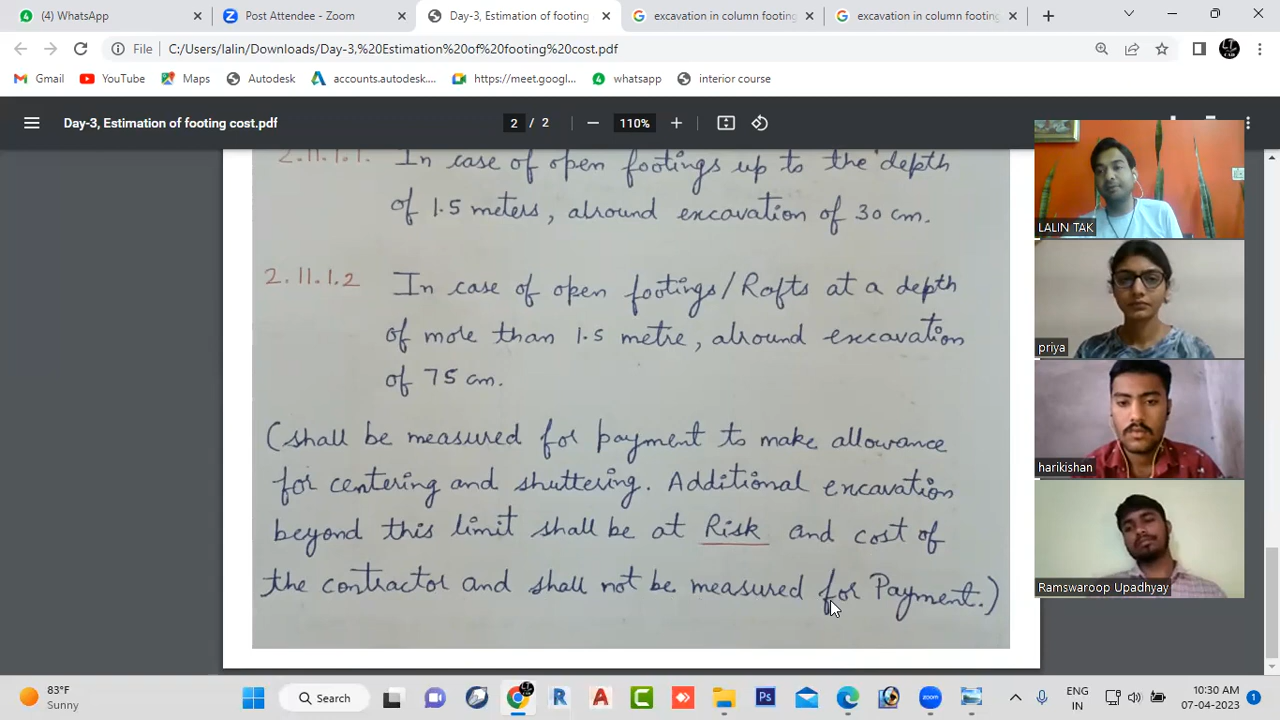 (4) WhatsApp
Post Attendee - Zoom
Day-3, Estimation of footing
excavation in column footing
excavation in column footing
File
C:/Users/lalin/Downloads/Day-3,%20Estimation%20of%20footing%20cost.pdf
Gmail
YouTube
Maps
Autodesk
accounts.autodesk....
https://meet.googl...
whatsapp
interior course
Day-3, Estimation of footing cost.pdf
2 / 2
110%
2.11.1.1. In case of open footings up to the depth
of 1.5 meters, alround excavation of 30 cm.
2.11.1.2 In case of open footings/Rafts at a depth
of more than 1.5 metre, alround excavation
of 75 cm.
(shall be measured for payment to make allowance
for centering and shuttering. Additional excavation
beyond this limit shall be at Risk and cost of
the contractor and shall not be measured for Payment.)
LALIN TAK
priya
harikishan
Ramswaroop Upadhyay
83°F
Sunny
Search
ENG
IN
10:30 AM
07-04-2023